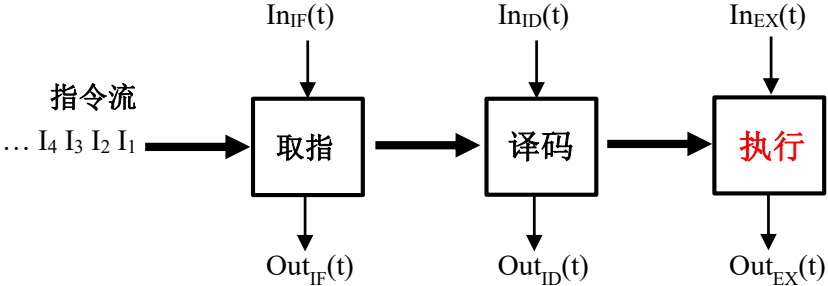 In_IF(t) In_ID(t) In_EX(t)
指令流
… I₄ I₃ I₂ I₁
取指 译码 执行
Out_IF(t) Out_ID(t) Out_EX(t)